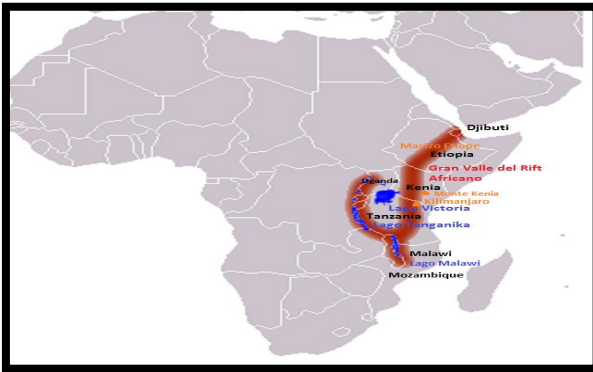 Djibuti
Macizo Etíope
Etiopia
Gran Valle del Rift
Africano
Uganda
Kenia
Monte Kenia
Kilimanjaro
Lago Victoria
Tanzania
Lago Tanganika
Malawi
Lago Malawi
Mozambique